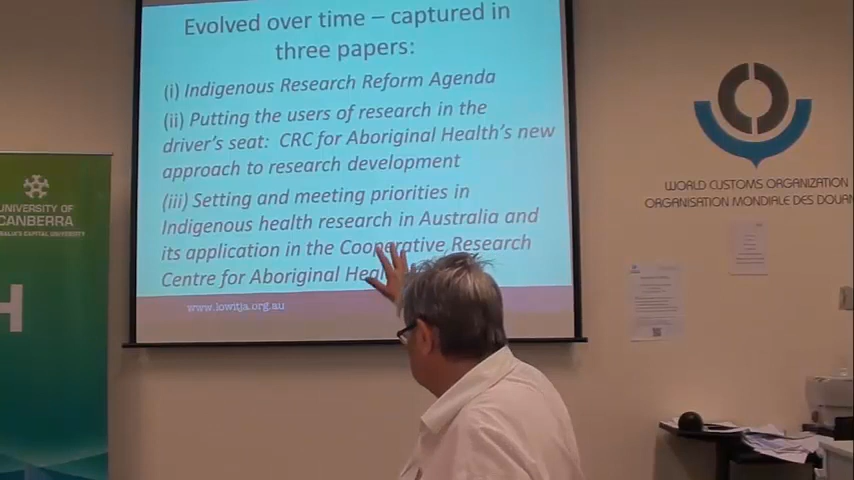 Evolved over time – captured in
three papers:
(i) Indigenous Research Reform Agenda
(ii) Putting the users of research in the
driver's seat: CRC for Aboriginal Health's new
approach to research development
(iii) Setting and meeting priorities in
Indigenous health research in Australia and
its application in the Cooperative Research
Centre for Aboriginal
www.lowitja.org.au
UNIVERSITY OF
CANBERRA
AUSTRALIA'S CAPITAL UNIVERSITY
H
WORLD CUSTOMS ORGANIZATION
ORGANISATION MONDIALE DES